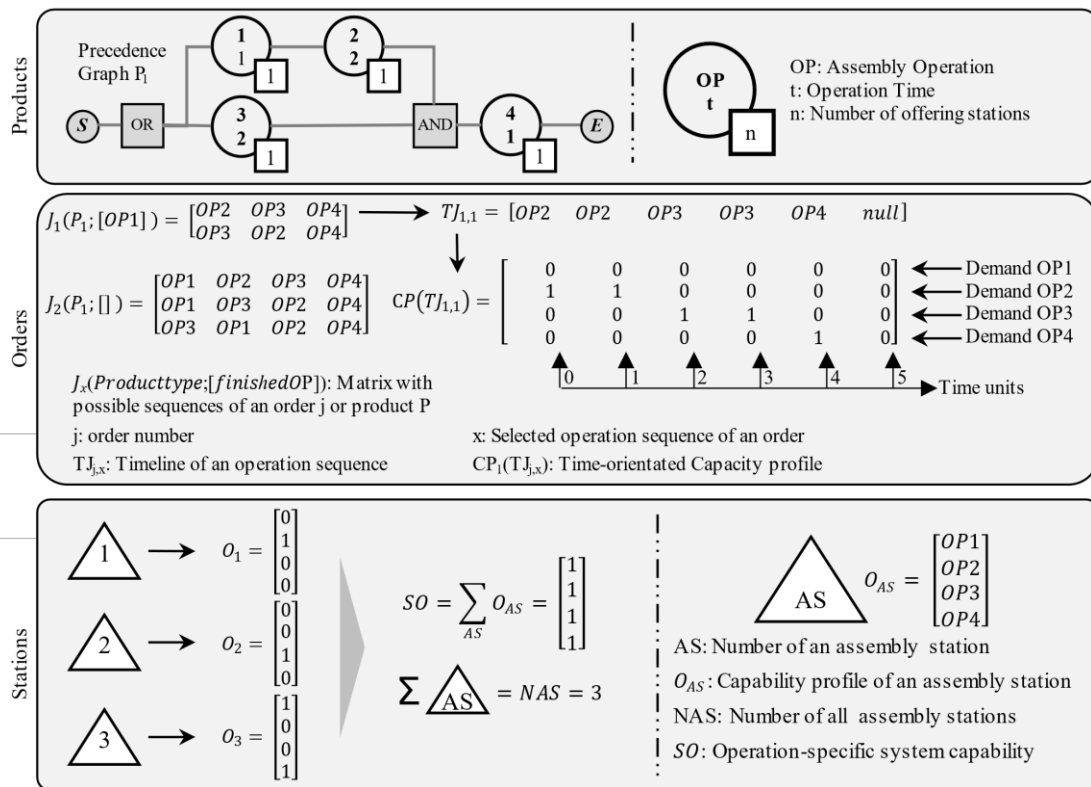 Products
Precedence
Graph P₁
S
OR
1
1
1
2
2
1
3
2
1
AND
4
1
1
E
OP
t
n
OP: Assembly Operation
t: Operation Time
n: Number of offering stations
Orders
J₁(P₁; [OP1]) = [OP2 OP3 OP4
OP3 OP2 OP4]
TJ₁,₁ = [OP2 OP2 OP3 OP3 OP4 null]
J₂(P₁; []) = [OP1 OP2 OP3 OP4
OP1 OP3 OP2 OP4
OP3 OP1 OP2 OP4]
CP(TJ₁,₁) =
0 0 0 0 0 0 Demand OP1
1 1 0 0 0 0 Demand OP2
0 0 1 1 0 0 Demand OP3
0 0 0 0 1 0 Demand OP4
0 1 2 3 4 5 Time units
Jₓ(Producttype; [finishedOP]): Matrix with
possible sequences of an order j or product P
j: order number
x: Selected operation sequence of an order
TJⱼ,ₓ: Timeline of an operation sequence
CP₁(TJⱼ,ₓ): Time-orientated Capacity profile
Stations
1
O₁ = [0 1 0 0]
2
O₂ = [0 0 1 0]
3
O₃ = [1 0 0 1]
SO = ∑ O_AS = [1 1 1 1]
AS
Σ AS = NAS = 3
AS
O_AS = [OP1
OP2
OP3
OP4]
AS: Number of an assembly station
O_AS: Capability profile of an assembly station
NAS: Number of all assembly stations
SO: Operation-specific system capability